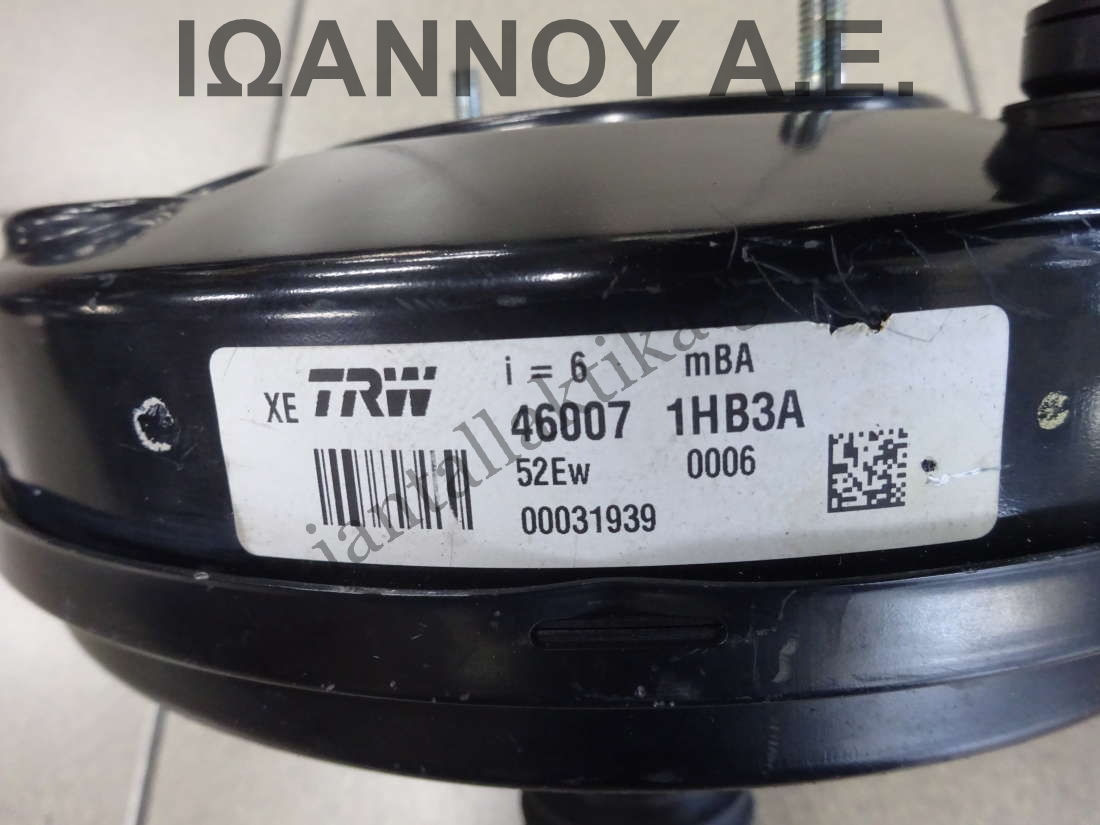 ΙΩΑΝΝΟΥ Α.Ε.
i = 6 mBA
XE TRW 46007 1HB3A
52Ew 0006
00031939